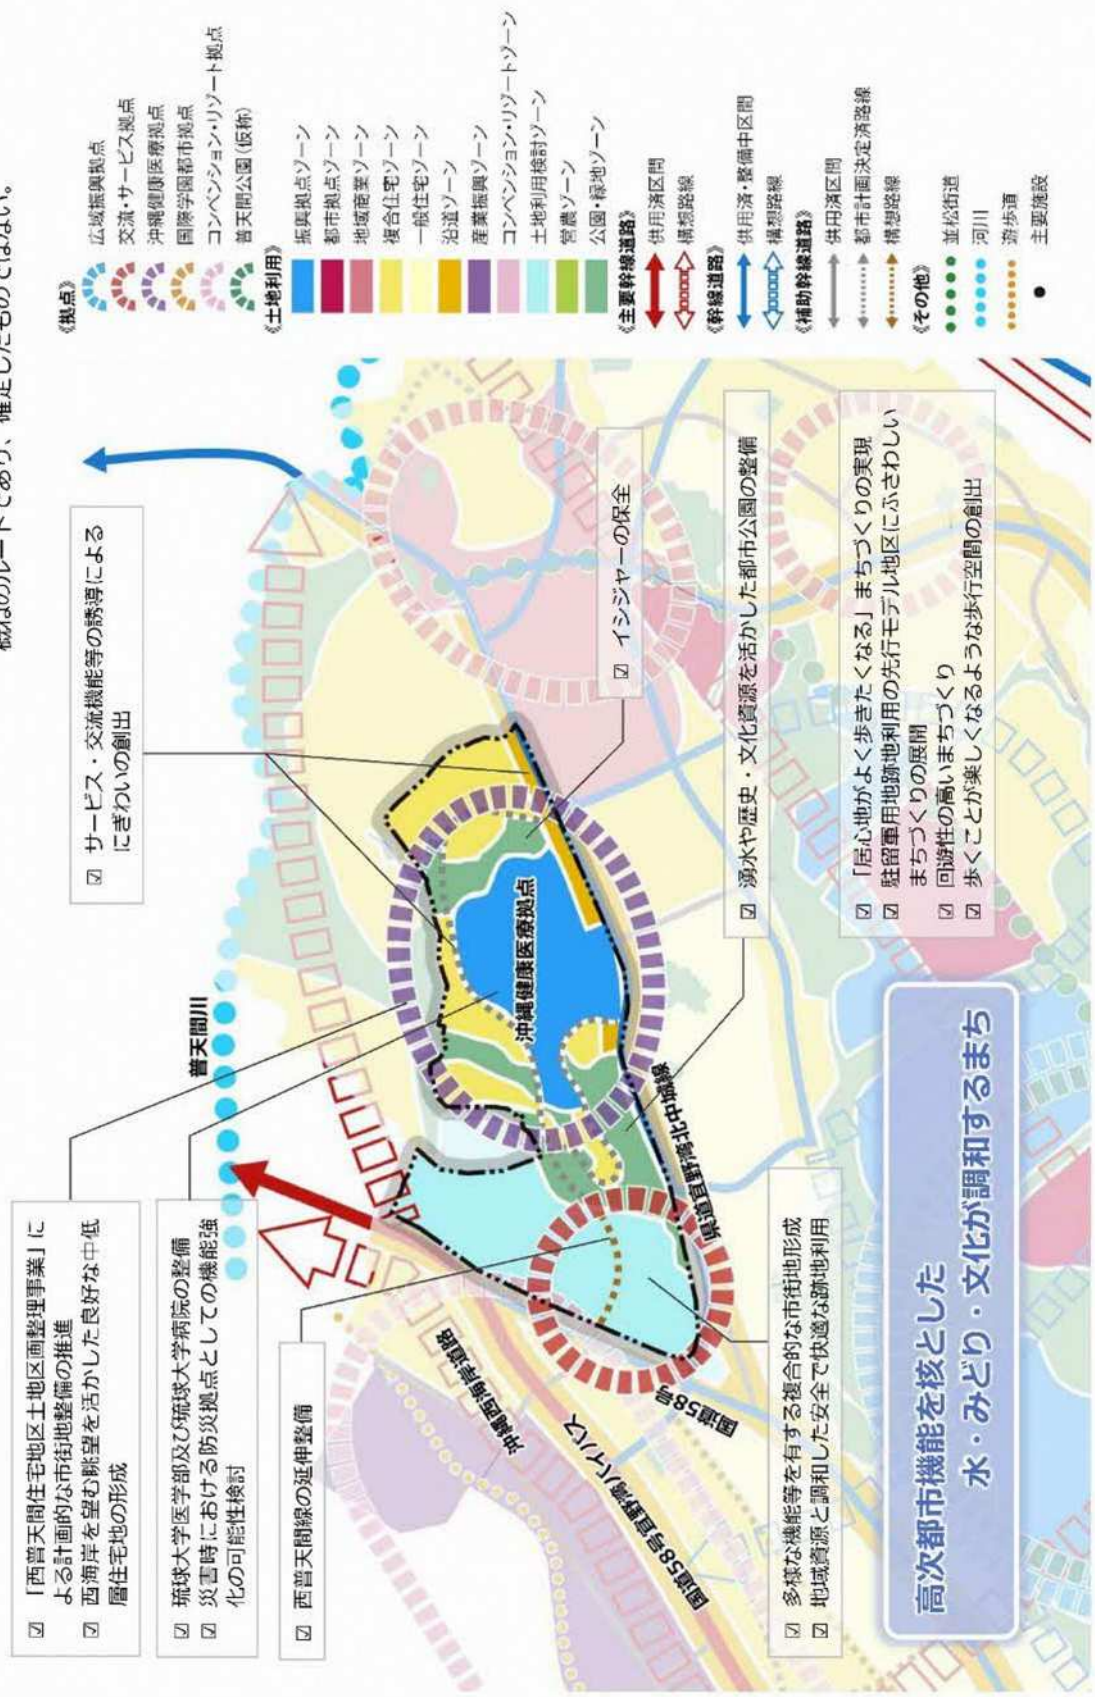 概ねのルートであり、確定したものではない。
☑ 「西普天間住宅地区土地区画整理事業」に
よる計画的な市街地整備の推進
☑ 西海岸を望む眺望を活かした良好な中低
層住宅地の形成
☑ 琉球大学医学部及び琉球大学病院の整備
☑ 災害時における防災拠点としての機能強
化の可能性検討
☑ 西普天間線の延伸整備
☑ サービス・交流機能等の誘導による
にぎわいの創出
普天間川
沖縄健康医療拠点
沖縄西海岸道路
国道58号宜野湾バイパス
国道58号
県道宜野湾北中城線
☑ イシジャーの保全
☑ 湧水や歴史・文化資源を活かした都市公園の整備
☑ 多様な機能等を有する複合的な市街地形成
☑ 地域資源と調和した安全で快適な跡地利用
☑ 「居心地がよく歩きたくなる」まちづくりの実現
☑ 駐留軍用地跡地利用の先行モデル地区にふさわしい
まちづくりの展開
☑ 回遊性の高いまちづくり
☑ 歩くことが楽しくなるような歩行空間の創出
高次都市機能を核とした
水・みどり・文化が調和するまち
《拠点》
広域振興拠点
交流・サービス拠点
沖縄健康医療拠点
国際学園都市拠点
コンベンション・リゾート拠点
普天間公園(仮称)
《土地利用》
振興拠点ゾーン
都市拠点ゾーン
地域商業ゾーン
複合住宅ゾーン
一般住宅ゾーン
沿道ゾーン
産業振興ゾーン
コンベンション・リゾートゾーン
土地利用検討ゾーン
営農ゾーン
公園・緑地ゾーン
《主要幹線道路》
供用済区間
構想路線
《幹線道路》
供用済・整備中区間
構想路線
《補助幹線道路》
供用済区間
都市計画決定済路線
構想路線
《その他》
並松街道
河川
遊歩道
主要施設